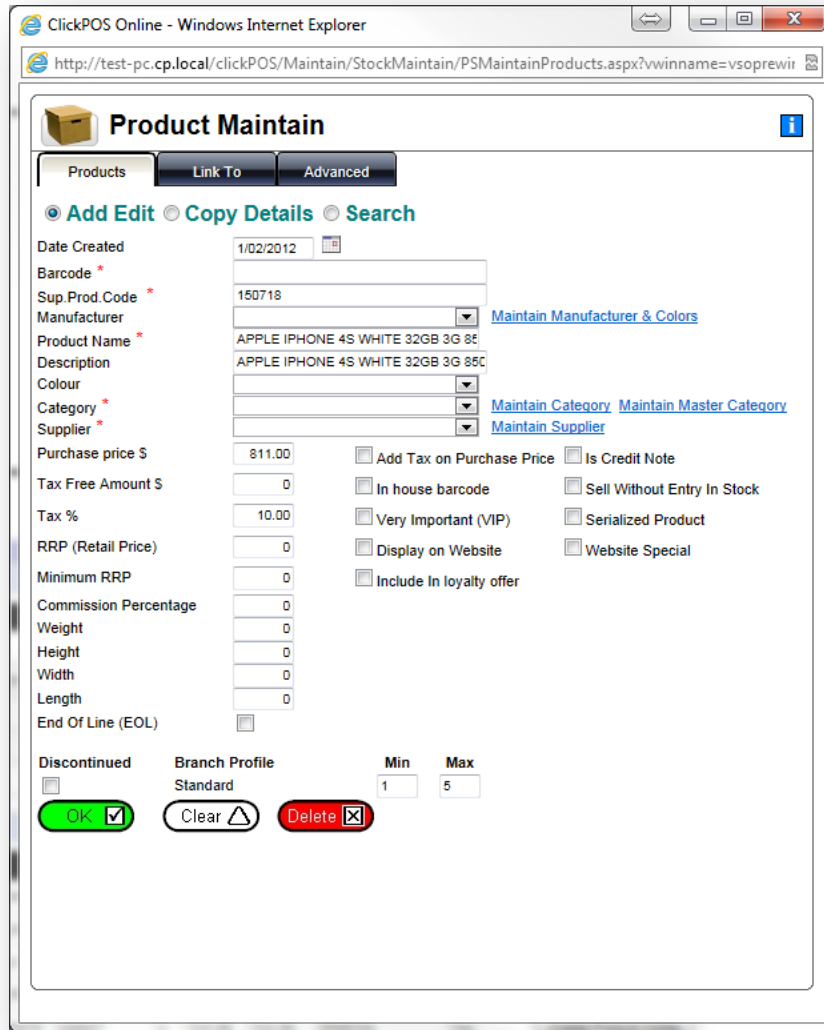 ClickPOS Online - Windows Internet Explorer
http://test-pc.cp.local/clickPOS/Maintain/StockMaintain/PSMaintainProducts.aspx?vwinname=vsoprewir
Product Maintain
i
Products Link To Advanced
Add Edit Copy Details Search
Date Created 1/02/2012
Barcode *
Sup.Prod.Code * 150718
Manufacturer Maintain Manufacturer & Colors
Product Name * APPLE IPHONE 4S WHITE 32GB 3G 85
Description APPLE IPHONE 4S WHITE 32GB 3G 850
Colour
Category * Maintain Category Maintain Master Category
Supplier * Maintain Supplier
Purchase price $ 811.00 Add Tax on Purchase Price Is Credit Note
Tax Free Amount $ 0 In house barcode Sell Without Entry In Stock
Tax % 10.00 Very Important (VIP) Serialized Product
RRP (Retail Price) 0 Display on Website Website Special
Minimum RRP 0 Include In loyalty offer
Commission Percentage 0
Weight 0
Height 0
Width 0
Length 0
End Of Line (EOL)
Discontinued Branch Profile Min Max
Standard 1 5
OK Clear Delete